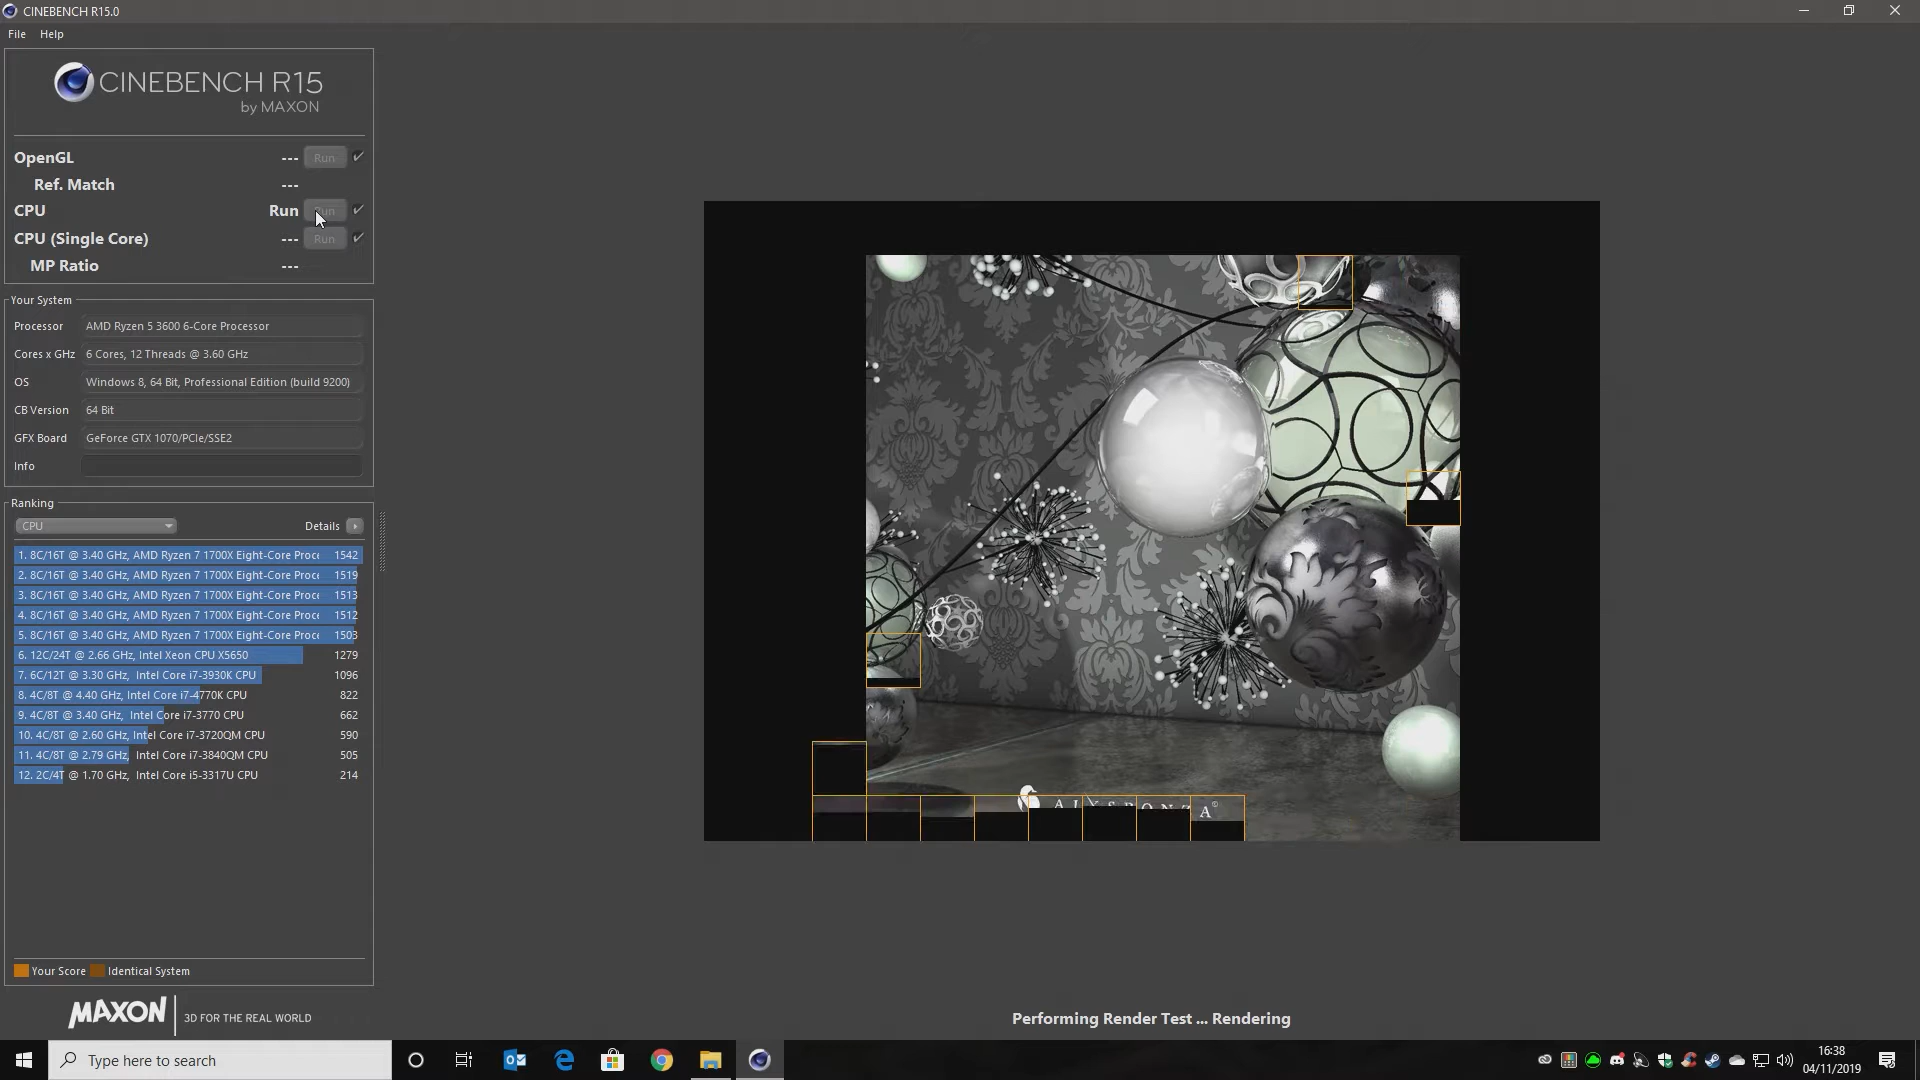 CINEBENCH R15.0
File Help
CINEBENCH R15
by MAXON
OpenGL --- Run
Ref. Match ---
CPU Run Run
CPU (Single Core) --- Run
MP Ratio ---
Your System
Processor AMD Ryzen 5 3600 6-Core Processor
Cores x GHz 6 Cores, 12 Threads @ 3.60 GHz
OS Windows 8, 64 Bit, Professional Edition (build 9200)
CB Version 64 Bit
GFX Board GeForce GTX 1070/PCIe/SSE2
Info
Ranking
CPU Details
1. 8C/16T @ 3.40 GHz, AMD Ryzen 7 1700X Eight-Core Proce 1542
2. 8C/16T @ 3.40 GHz, AMD Ryzen 7 1700X Eight-Core Proce 1519
3. 8C/16T @ 3.40 GHz, AMD Ryzen 7 1700X Eight-Core Proce 1513
4. 8C/16T @ 3.40 GHz, AMD Ryzen 7 1700X Eight-Core Proce 1512
5. 8C/16T @ 3.40 GHz, AMD Ryzen 7 1700X Eight-Core Proce 1503
6. 12C/24T @ 2.66 GHz, Intel Xeon CPU X5650 1279
7. 6C/12T @ 3.30 GHz, Intel Core i7-3930K CPU 1096
8. 4C/8T @ 4.40 GHz, Intel Core i7-4770K CPU 822
9. 4C/8T @ 3.40 GHz, Intel Core i7-3770 CPU 662
10. 4C/8T @ 2.60 GHz, Intel Core i7-3720QM CPU 590
11. 4C/8T @ 2.79 GHz, Intel Core i7-3840QM CPU 505
12. 2C/4T @ 1.70 GHz, Intel Core i5-3317U CPU 214
Your Score Identical System
MAXON 3D FOR THE REAL WORLD
Performing Render Test ... Rendering
Type here to search
16:38
04/11/2019